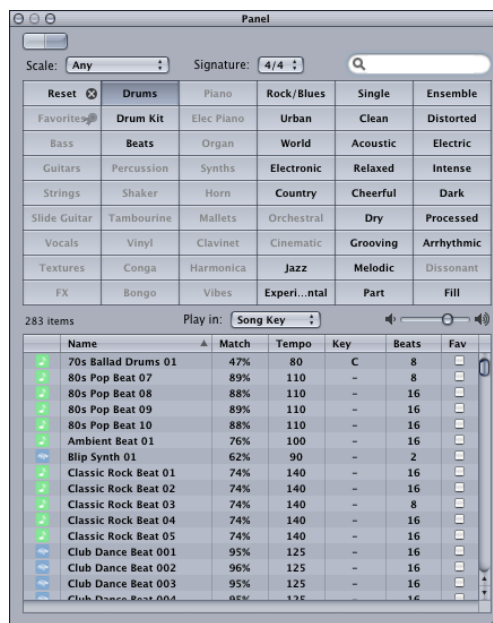 Panel
Scale: Any Signature: 4/4
Reset Drums Piano Rock/Blues Single Ensemble
Favorites Drum Kit Elec Piano Urban Clean Distorted
Bass Beats Organ World Acoustic Electric
Guitars Percussion Synths Electronic Relaxed Intense
Strings Shaker Horn Country Cheerful Dark
Slide Guitar Tambourine Mallets Orchestral Dry Processed
Vocals Vinyl Clavinet Cinematic Grooving Arrhythmic
Textures Conga Harmonica Jazz Melodic Dissonant
FX Bongo Vibes Experi...ntal Part Fill
283 items Play in: Song Key
Name Match Tempo Key Beats Fav
70s Ballad Drums 01 47% 80 C 8
80s Pop Beat 07 89% 110 – 8
80s Pop Beat 08 88% 110 – 16
80s Pop Beat 09 89% 110 – 16
80s Pop Beat 10 88% 110 – 16
Ambient Beat 01 76% 100 – 16
Blip Synth 01 62% 90 – 2
Classic Rock Beat 01 74% 140 – 16
Classic Rock Beat 02 74% 140 – 16
Classic Rock Beat 03 74% 140 – 8
Classic Rock Beat 04 74% 140 – 16
Classic Rock Beat 05 74% 140 – 16
Club Dance Beat 001 95% 125 – 16
Club Dance Beat 002 96% 125 – 16
Club Dance Beat 003 95% 125 – 16
Club Dance Beat 004 95% 125 – 16